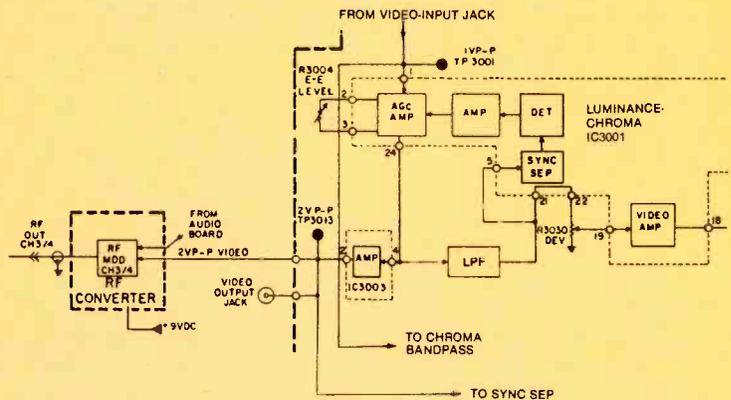 FROM VIDEO-INPUT JACK
1VP-P
TP 3001
R3004
E-E
LEVEL
2
3
AGC
AMP
AMP
DET
LUMINANCE-
CHROMA
IC3001
24
5
SYNC
SEP
21
22
2VP-P
TP3013
R3030
DEV
19
VIDEO
AMP
18
RF
OUT
CH3/4
FROM
AUDIO
BOARD
RF
MDD
CH3/4
RF
CONVERTER
2VP-P VIDEO
2
AMP
4
IC3003
LPF
VIDEO
OUTPUT
JACK
+9VDC
TO CHROMA
BANDPASS
TO SYNC SEP